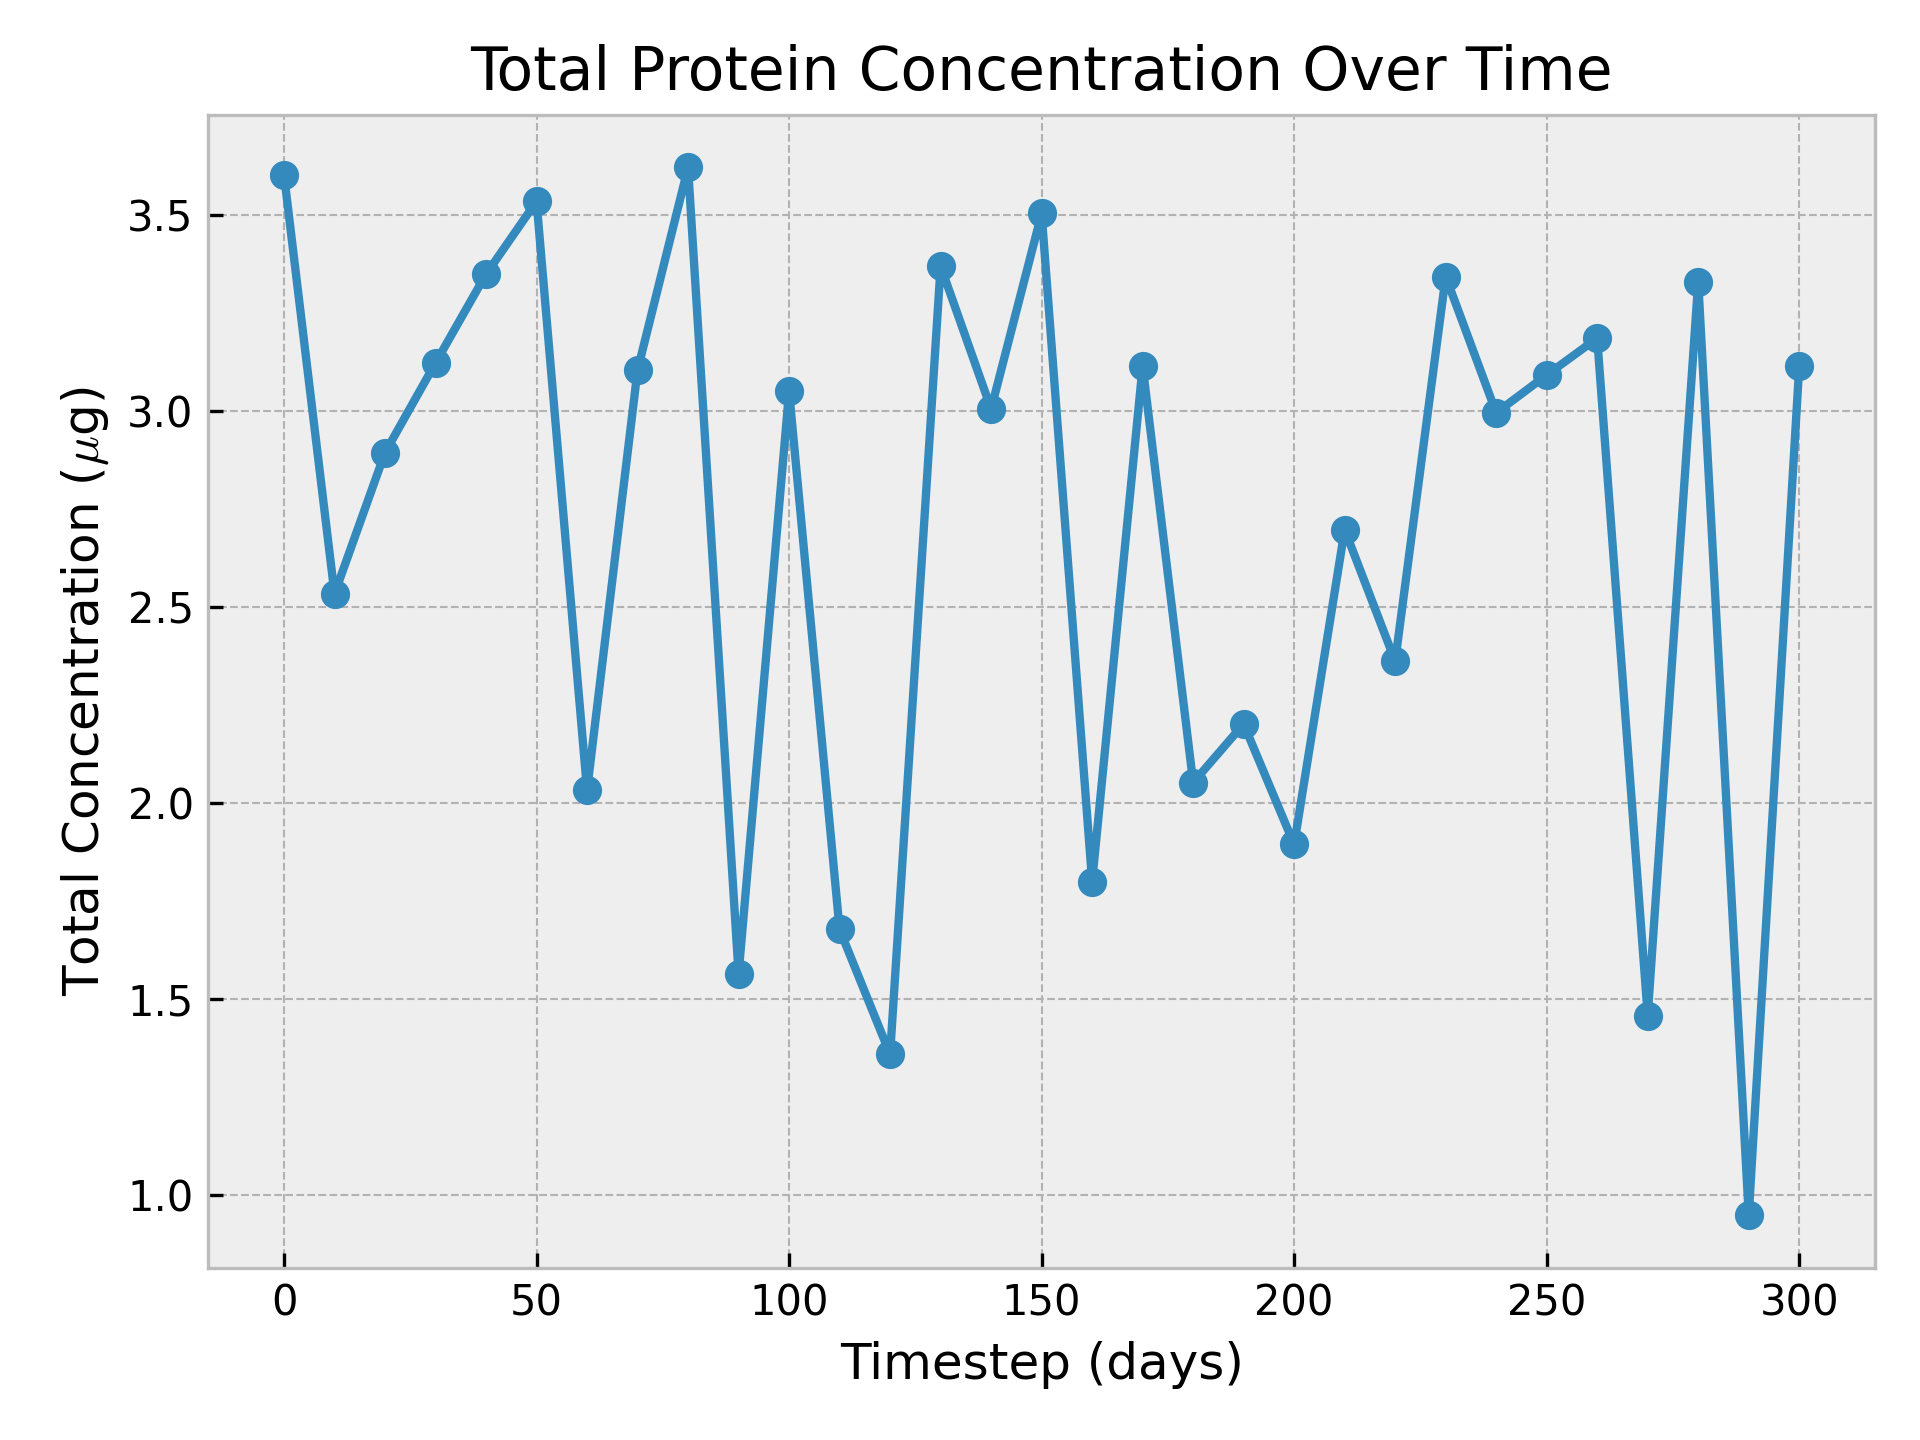 Total Protein Concentration Over Time
Total Concentration (μg)
3.5
3.0
2.5
2.0
1.5
1.0
0 50 100 150 200 250 300
Timestep (days)